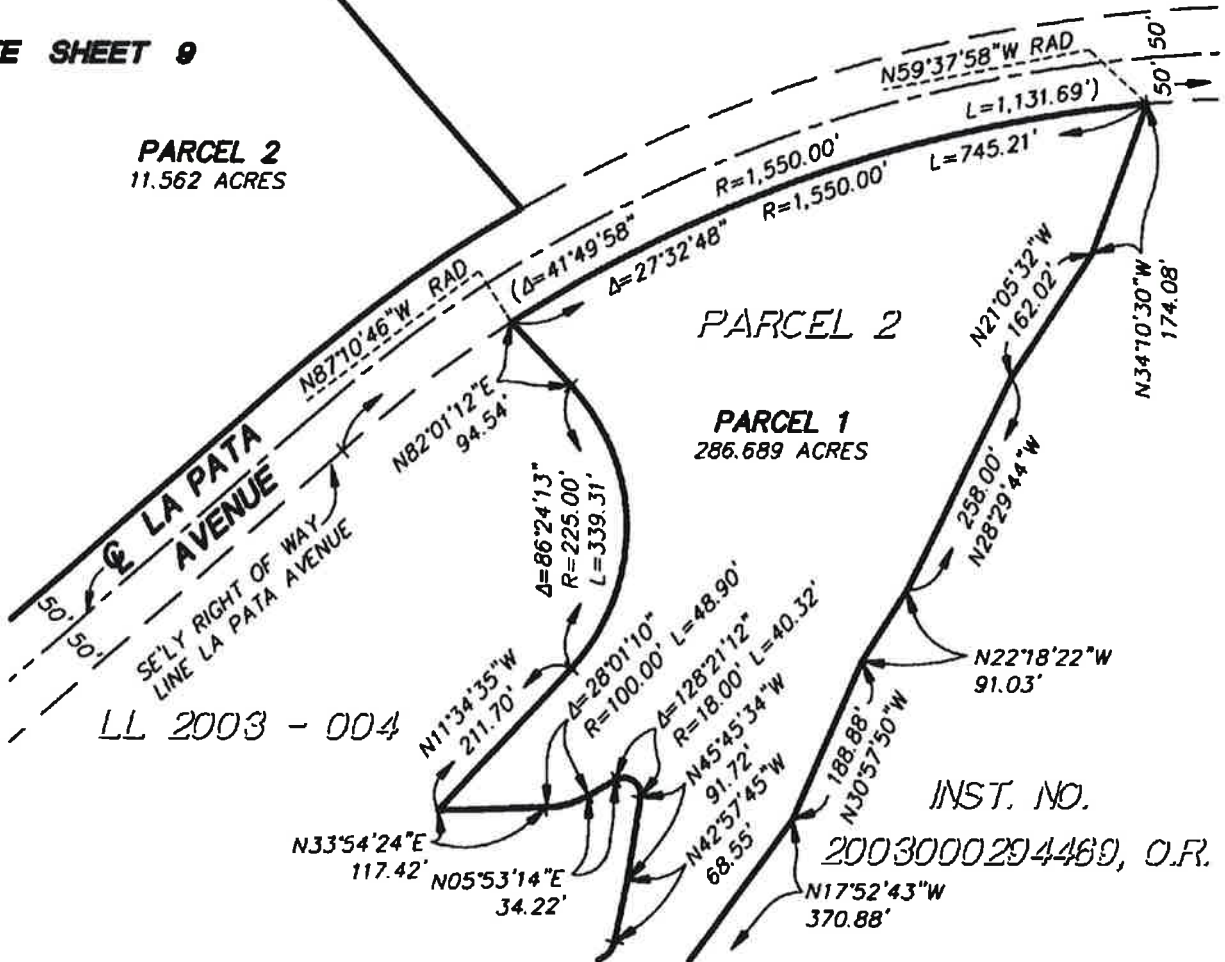 E SHEET 9
PARCEL 2
11.562 ACRES
N59°37'58"W RAD
50' 50'
L=1,131.69')
R=1,550.00'
(Δ=41°49'58"
L=745.21'
R=1,550.00'
Δ=27°32'48"
N87°10'46"W RAD
PARCEL 2
PARCEL 1
286.689 ACRES
N21°05'32"W
162.02'
N34°10'30"W
174.08'
N82°01'12"E
94.54'
℄ LA PATA
AVENUE
50' 50'
SE'LY RIGHT OF WAY
LINE LA PATA AVENUE
Δ=86°24'13"
R=225.00'
L=339.31'
258.00'
N28°29'44"W
LL 2003 - 004
N11°34'35"W
211.70'
Δ=28°01'10"
R=100.00' L=48.90'
Δ=128°21'12"
R=18.00' L=40.32'
N45°45'34"W
91.72'
N42°57'45"W
68.55'
N22°18'22"W
91.03'
188.88'
N30°57'50"W
INST. NO.
2003000294469, O.R.
N33°54'24"E
117.42'
N05°53'14"E
34.22'
N17°52'43"W
370.88'